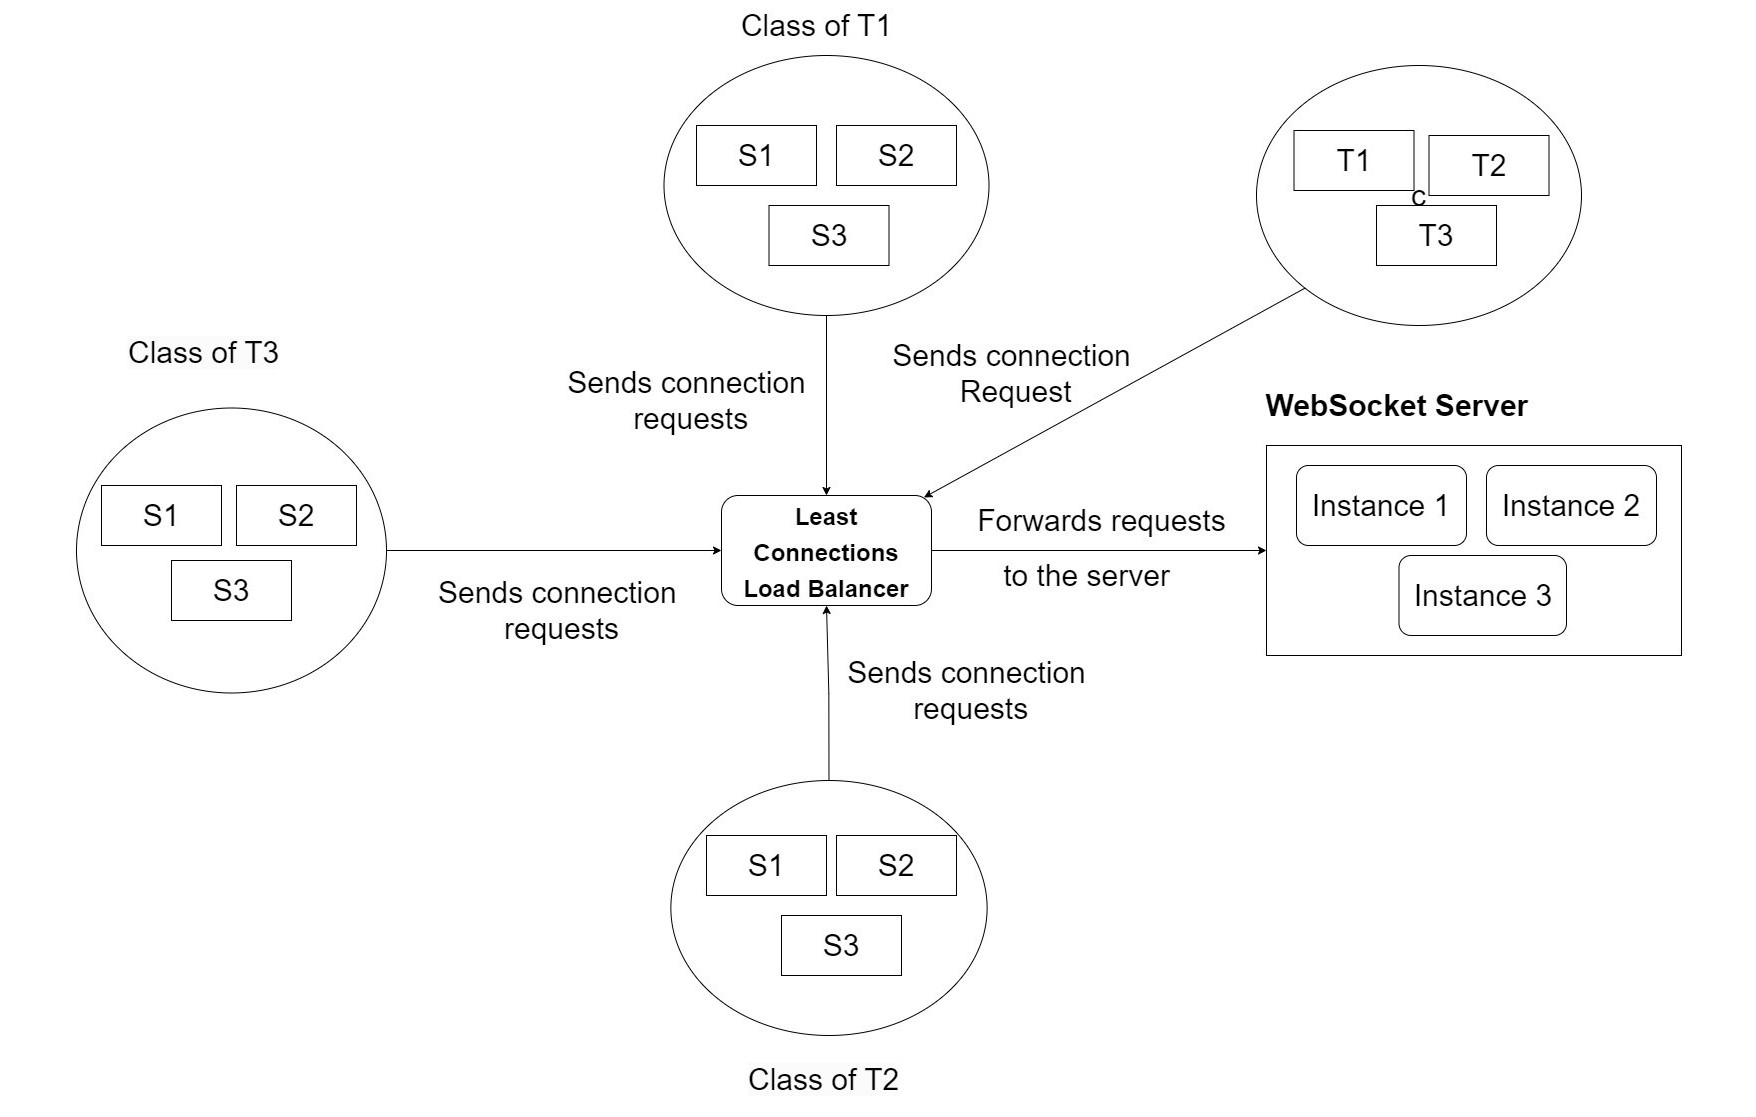 Class of T1
S1
S2
S3
T1
T2
c
T3
Sends connection
requests
Sends connection
Request
Class of T3
S1
S2
S3
Sends connection
requests
Least
Connections
Load Balancer
Forwards requests
to the server
WebSocket Server
Instance 1
Instance 2
Instance 3
Sends connection
requests
S1
S2
S3
Class of T2